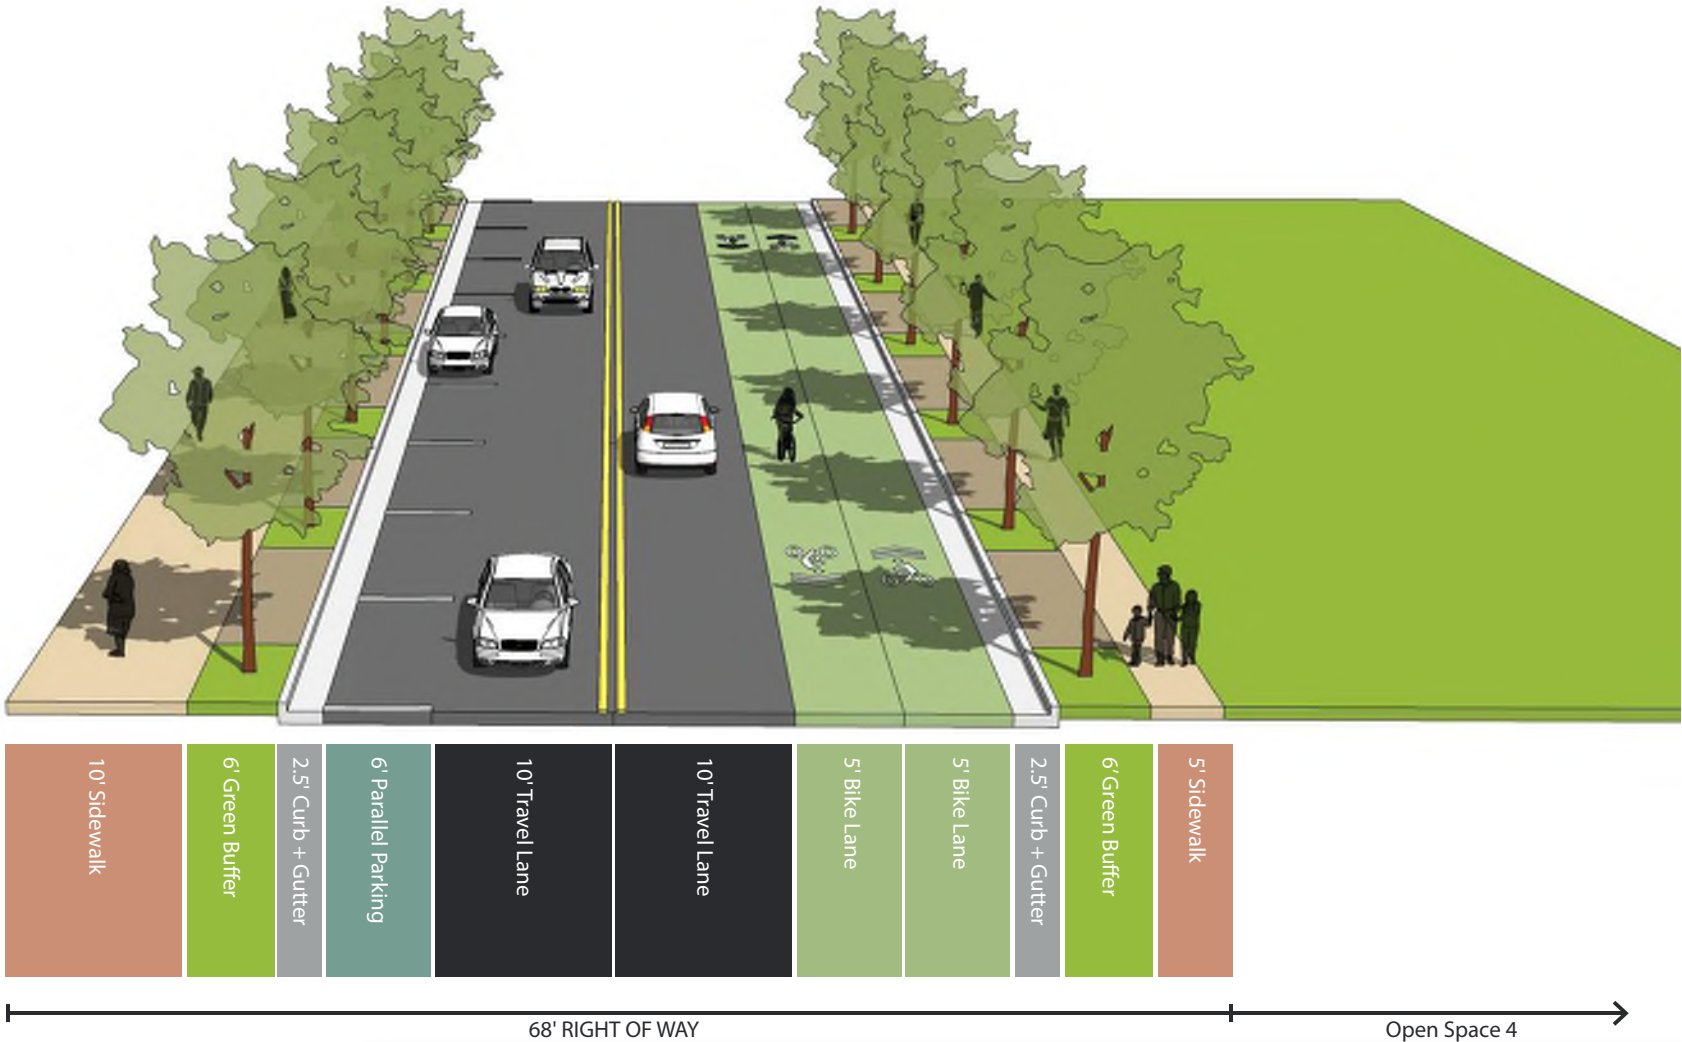 10' Sidewalk
6' Green Buffer
2.5' Curb + Gutter
6' Parallel Parking
10' Travel Lane
10' Travel Lane
5' Bike Lane
5' Bike Lane
2.5' Curb + Gutter
6' Green Buffer
5' Sidewalk
68' RIGHT OF WAY
Open Space 4